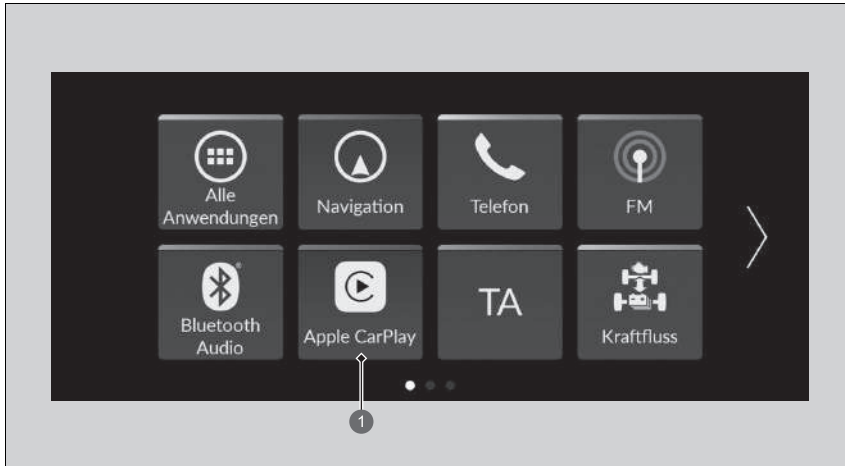 Alle
Anwendungen
Navigation
Telefon
FM
Bluetooth
Audio
Apple CarPlay
TA
Kraftfluss
1